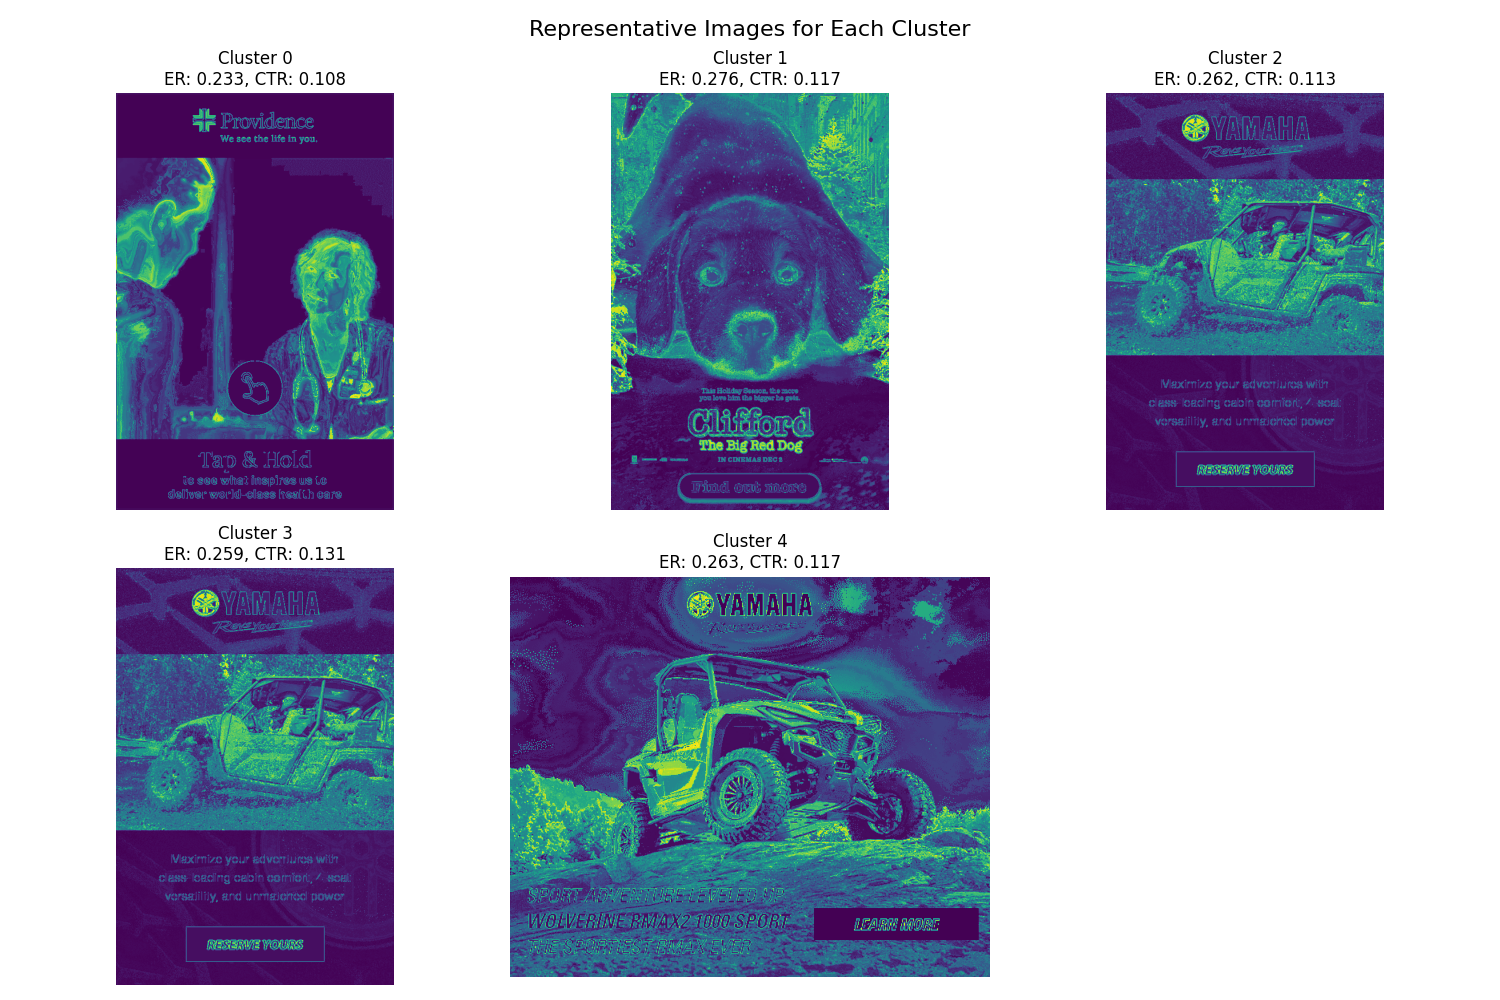 Representative Images for Each Cluster
Cluster 0
ER: 0.233, CTR: 0.108
Providence
We see the life in you.
Tap & Hold
to see what inspires us to
deliver world-class health care
Cluster 1
ER: 0.276, CTR: 0.117
This Holiday Season, the more
you love him the bigger he gets.
Clifford
The Big Red Dog
IN CINEMAS DEC
Find out more
Cluster 2
ER: 0.262, CTR: 0.113
YAMAHA
Revs Your Heart
Maximize your adventures with
class-leading cabin comfort, 4-seat
versatility, and unmatched power
RESERVE YOURS
Cluster 3
ER: 0.259, CTR: 0.131
YAMAHA
Revs Your Heart
Maximize your adventures with
class-leading cabin comfort, 4-seat
versatility, and unmatched power
RESERVE YOURS
Cluster 4
ER: 0.263, CTR: 0.117
YAMAHA
SPORT ADVENTURE LEVELED UP
WOLVERINE RMAX2 1000 SPORT
THE SPORTIEST RMAX EVER
LEARN MORE